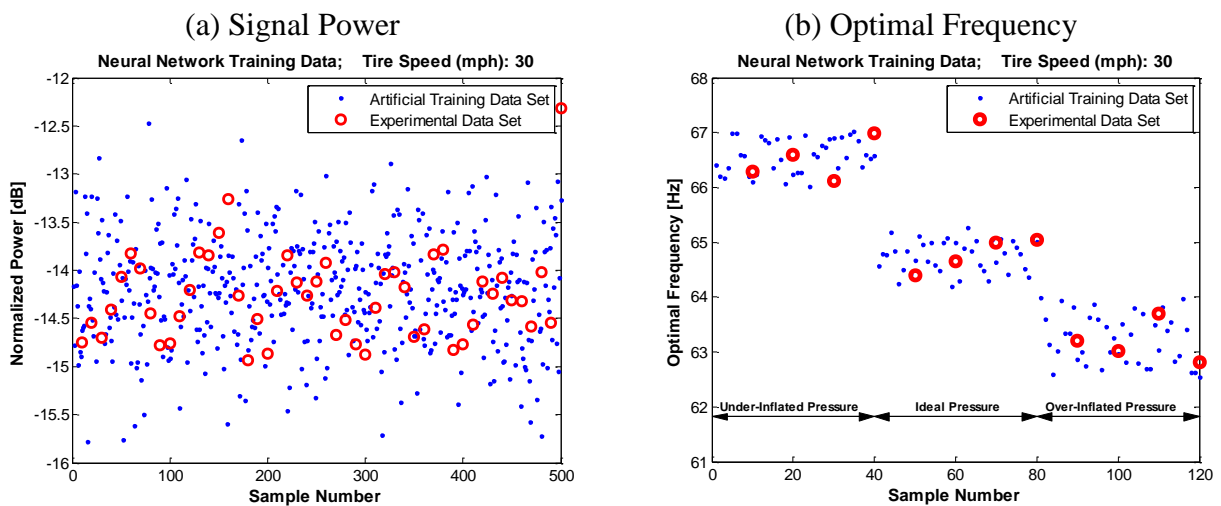 (a) Signal Power
Neural Network Training Data; Tire Speed (mph): 30
Artificial Training Data Set
Experimental Data Set
Normalized Power [dB]
-12
-12.5
-13
-13.5
-14
-14.5
-15
-15.5
-16
0
100
200
300
400
500
Sample Number
(b) Optimal Frequency
Neural Network Training Data; Tire Speed (mph): 30
Artificial Training Data Set
Experimental Data Set
Optimal Frequency [Hz]
68
67
66
65
64
63
62
61
Under-Inflated Pressure
Ideal Pressure
Over-Inflated Pressure
0
20
40
60
80
100
120
Sample Number